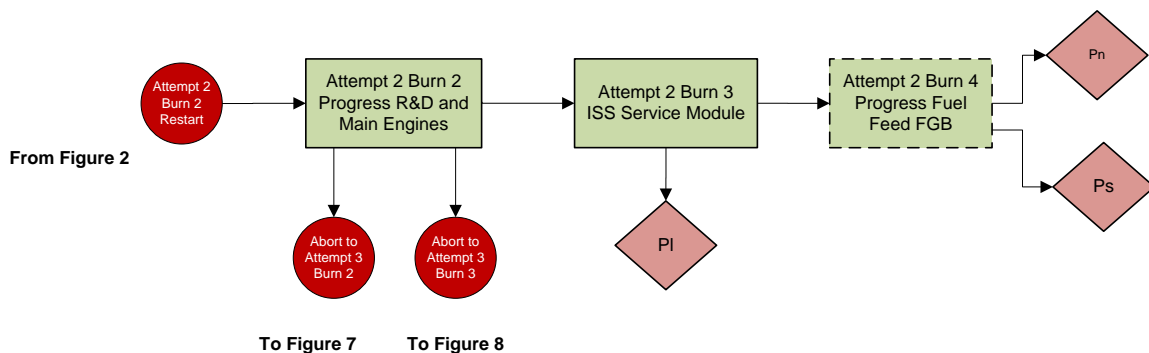 Attempt 2
Burn 2
Restart
From Figure 2
Attempt 2 Burn 2
Progress R&D and
Main Engines
Attempt 2 Burn 3
ISS Service Module
Attempt 2 Burn 4
Progress Fuel
Feed FGB
Pn
Ps
Abort to
Attempt 3
Burn 2
Abort to
Attempt 3
Burn 3
Pl
To Figure 7
To Figure 8